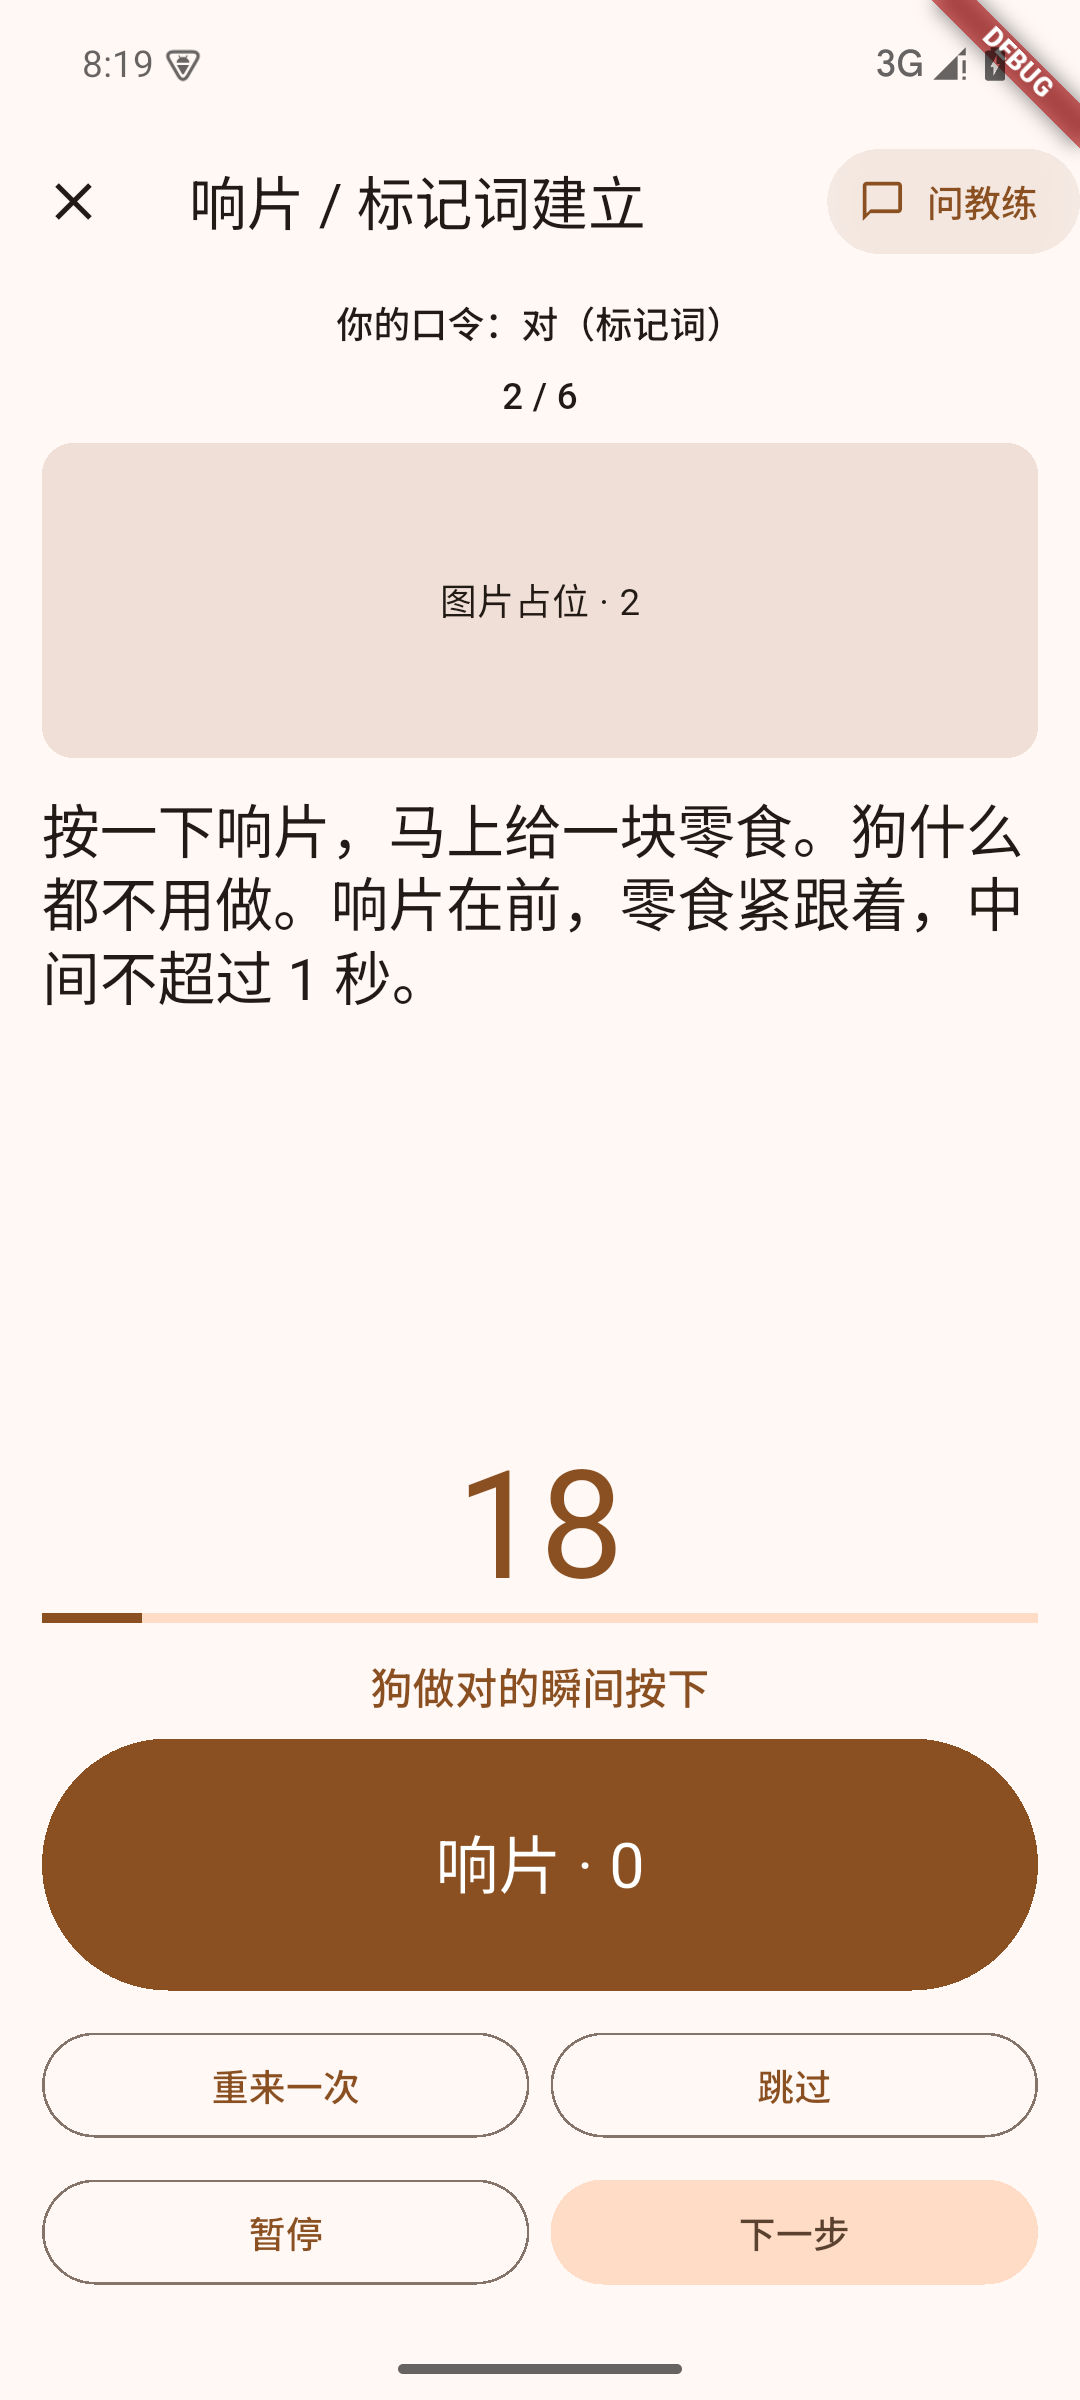 8:19
3G
DEBUG
响片 / 标记词建立
问教练
你的口令：对（标记词）
2 / 6
图片占位 · 2
按一下响片，马上给一块零食。狗什么
都不用做。响片在前，零食紧跟着，中
间不超过 1 秒。
18
狗做对的瞬间按下
响片 · 0
重来一次
跳过
暂停
下一步